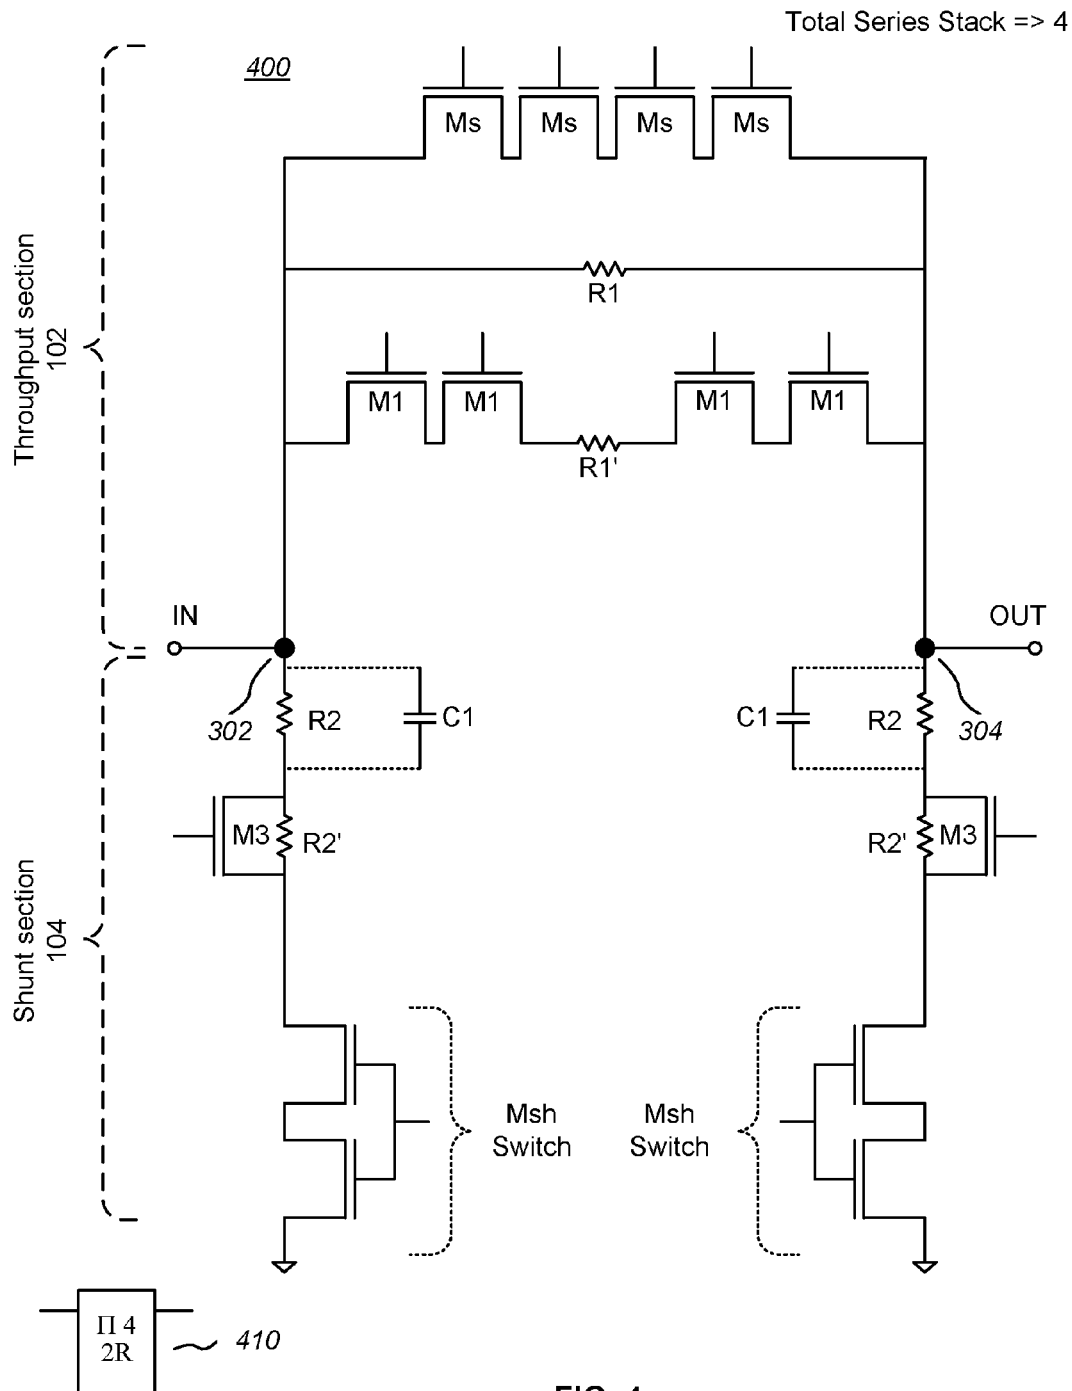 Total Series Stack => 4
400
Ms Ms Ms Ms
Throughput section
102
R1
M1 M1 M1 M1
R1'
IN
OUT
302
R2
C1
C1
R2
304
M3
R2'
R2'
M3
Shunt section
104
Msh
Switch
Msh
Switch
Π 4
2R
410